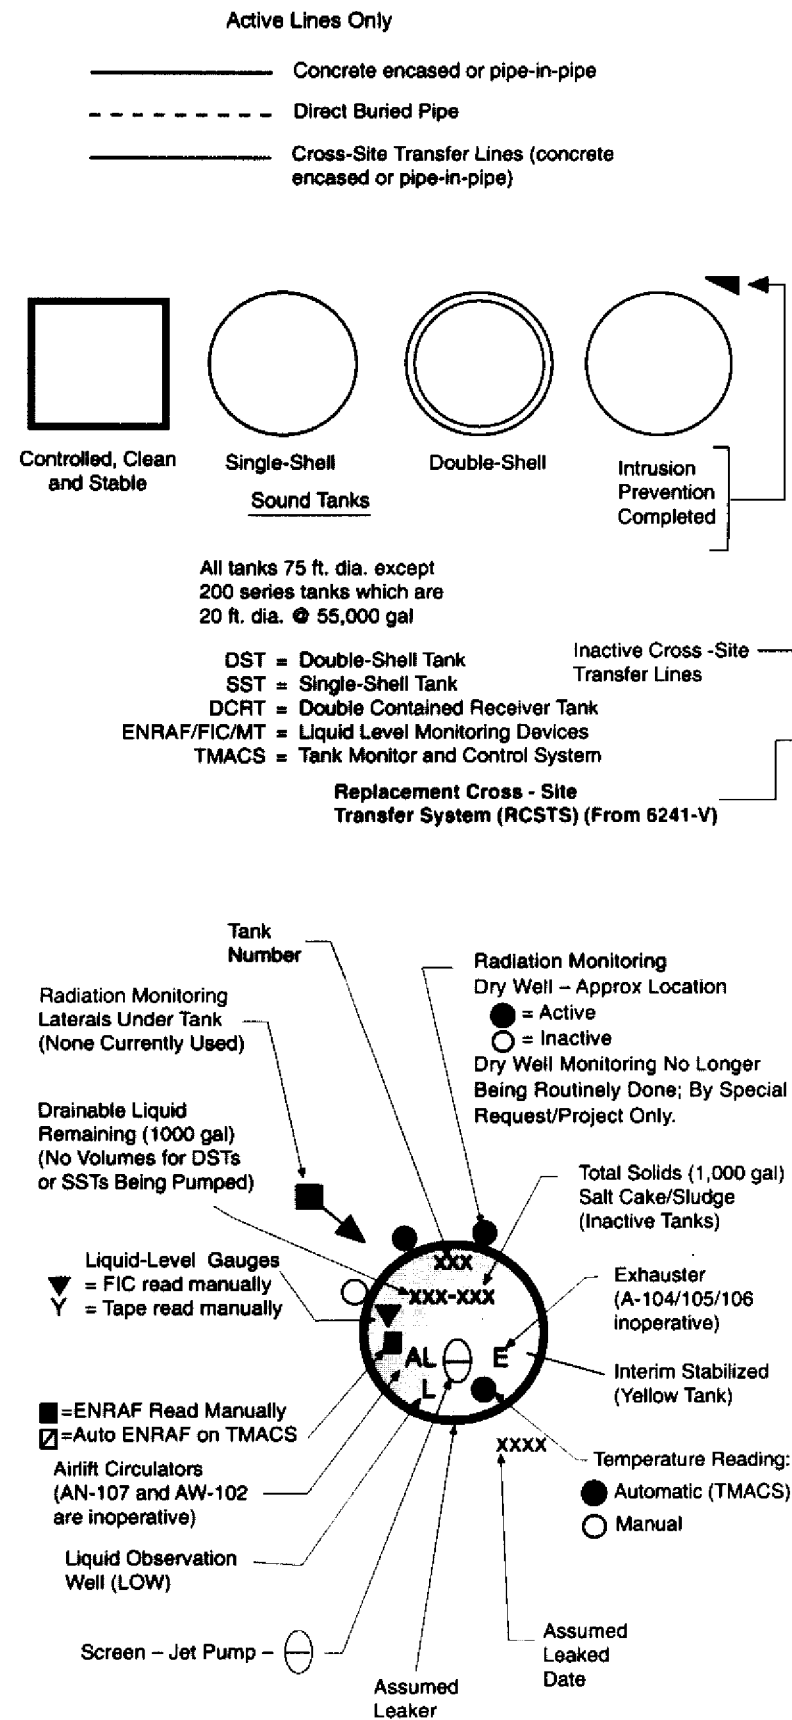 Active Lines Only
Concrete encased or pipe-in-pipe
Direct Buried Pipe
Cross-Site Transfer Lines (concrete
encased or pipe-in-pipe)
Controlled, Clean
and Stable
Single-Shell
Double-Shell
Sound Tanks
Intrusion
Prevention
Completed
All tanks 75 ft. dia. except
200 series tanks which are
20 ft. dia. @ 55,000 gal
Inactive Cross -Site
Transfer Lines
DST = Double-Shell Tank
SST = Single-Shell Tank
DCRT = Double Contained Receiver Tank
ENRAF/FIC/MT = Liquid Level Monitoring Devices
TMACS = Tank Monitor and Control System
Replacement Cross - Site
Transfer System (RCSTS) (From 6241-V)
Tank
Number
Radiation Monitoring
Dry Well – Approx Location
= Active
= Inactive
Dry Well Monitoring No Longer
Being Routinely Done; By Special
Request/Project Only.
Radiation Monitoring
Laterals Under Tank
(None Currently Used)
Drainable Liquid
Remaining (1000 gal)
(No Volumes for DSTs
or SSTs Being Pumped)
Total Solids (1,000 gal)
Salt Cake/Sludge
(Inactive Tanks)
Liquid-Level Gauges
= FIC read manually
Y = Tape read manually
xxx
xxx-xxx
AL
E
L
Exhauster
(A-104/105/106
inoperative)
Interim Stabilized
(Yellow Tank)
=ENRAF Read Manually
=Auto ENRAF on TMACS
xxxx
Temperature Reading:
Automatic (TMACS)
Manual
Airlift Circulators
(AN-107 and AW-102
are inoperative)
Liquid Observation
Well (LOW)
Screen – Jet Pump –
Assumed
Leaker
Assumed
Leaked
Date